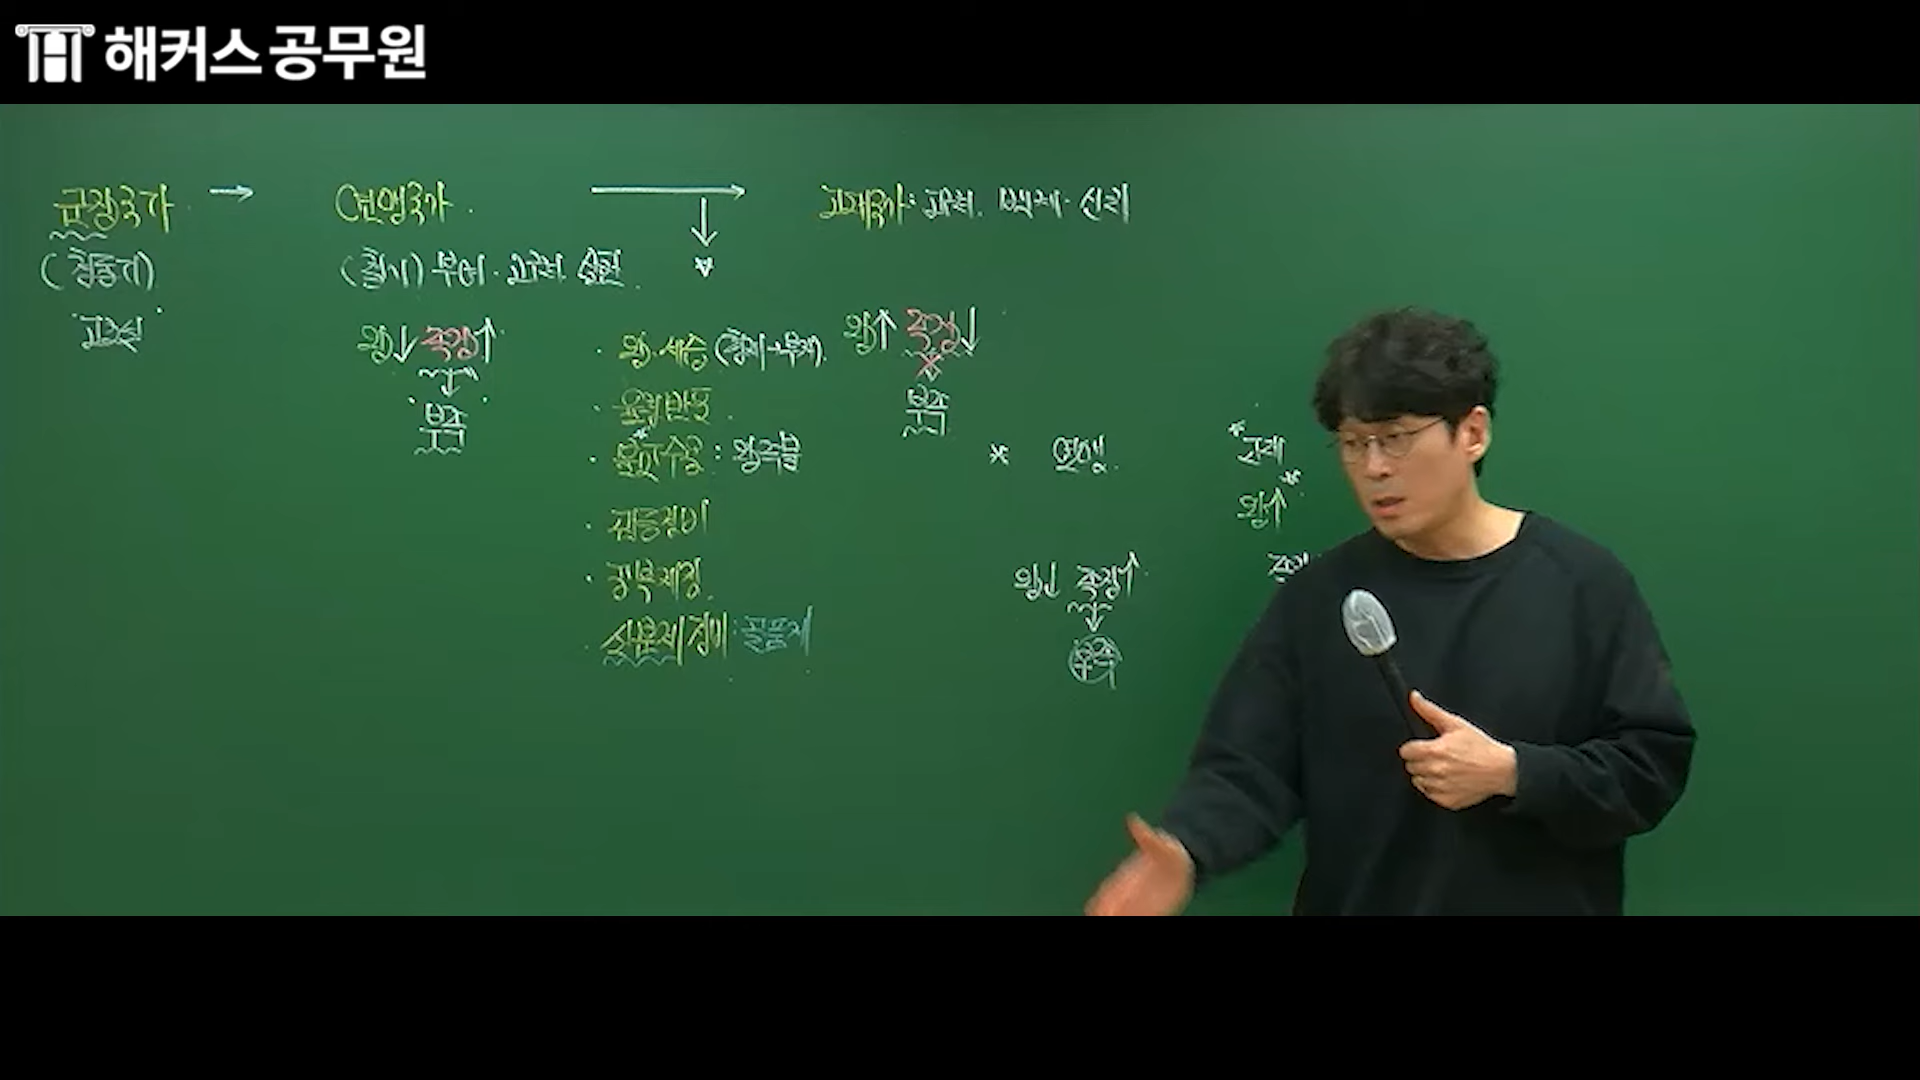 해커스공무원
군장국가 → 연맹국가 → 고대국가: 고구려. 백제. 신라
(청동기) (철기) 부여. 고구려. 삼한.
고조선
왕↓ 족장↑
부족
· 왕. 세습 (형제→부자).
· 율령반포.
· 불교수용 : 왕즉불
· 관등정비
· 공복제정.
· 신분제정비: 골품제
왕↑ 족장↓
부족
* 연맹.
왕↓ 족장↑
부족
고대
왕↑
족장